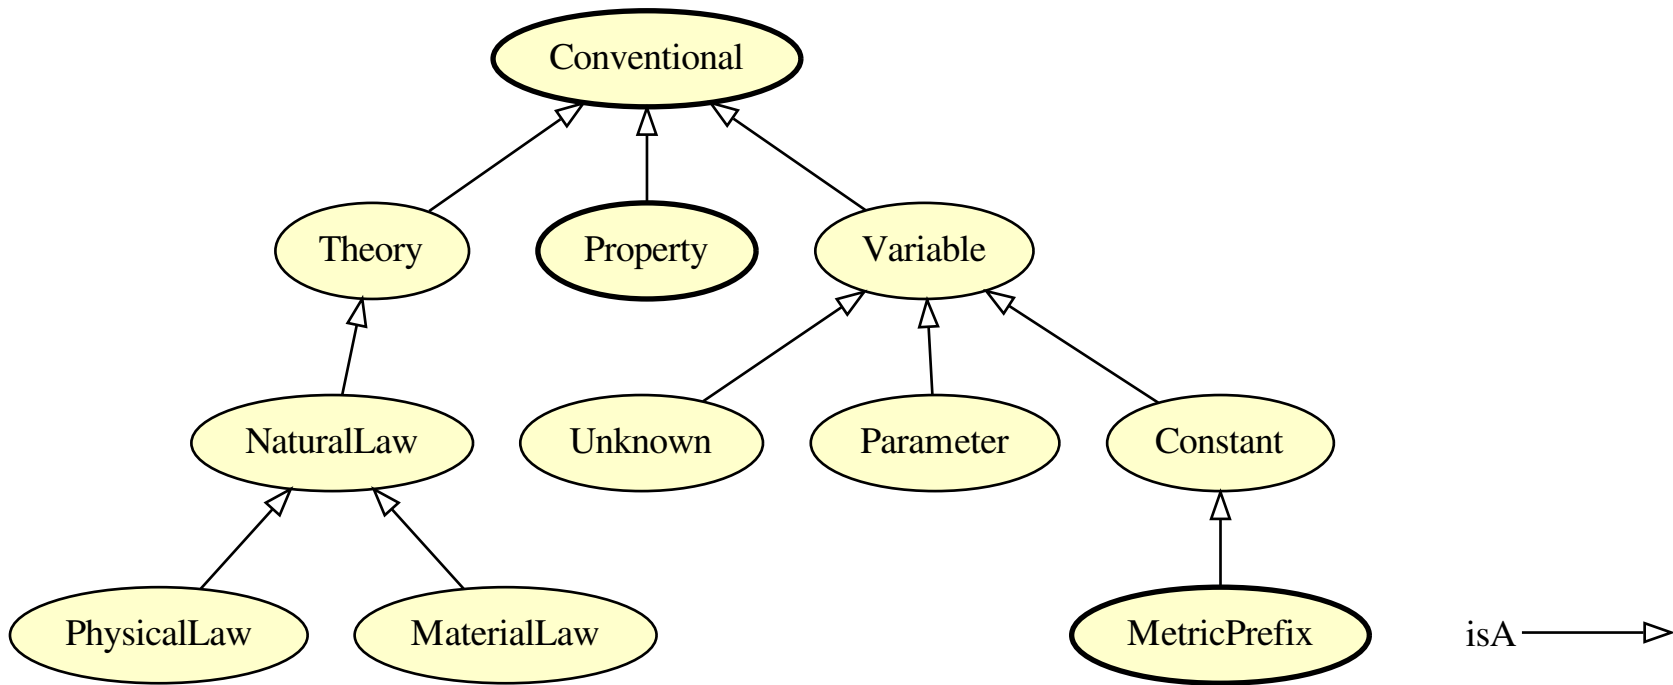 Conventional
Theory
Property
Variable
NaturalLaw
Unknown
Parameter
Constant
PhysicalLaw
MaterialLaw
MetricPrefix
isA